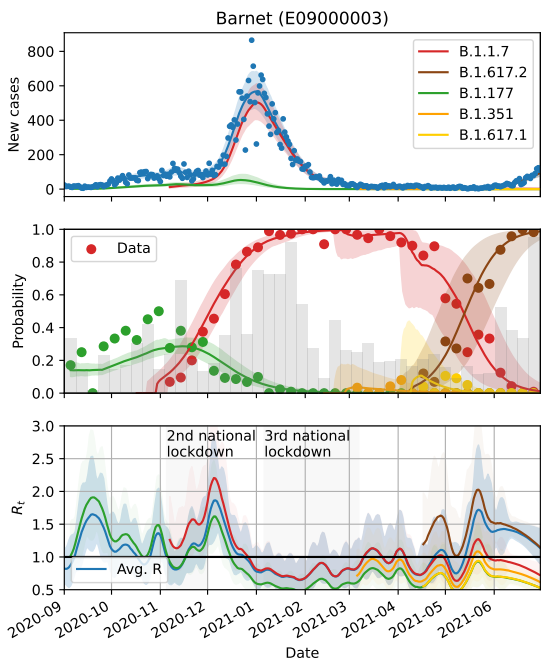 Barnet (E09000003)
New cases
800
600
400
200
0
B.1.1.7
B.1.617.2
B.1.177
B.1.351
B.1.617.1
Probability
1.0
0.8
0.6
0.4
0.2
0.0
Data
R_t
3.0
2.5
2.0
1.5
1.0
0.5
2nd national
lockdown
3rd national
lockdown
Avg. R
2020-09
2020-10
2020-11
2020-12
2021-01
2021-02
2021-03
2021-04
2021-05
2021-06
Date